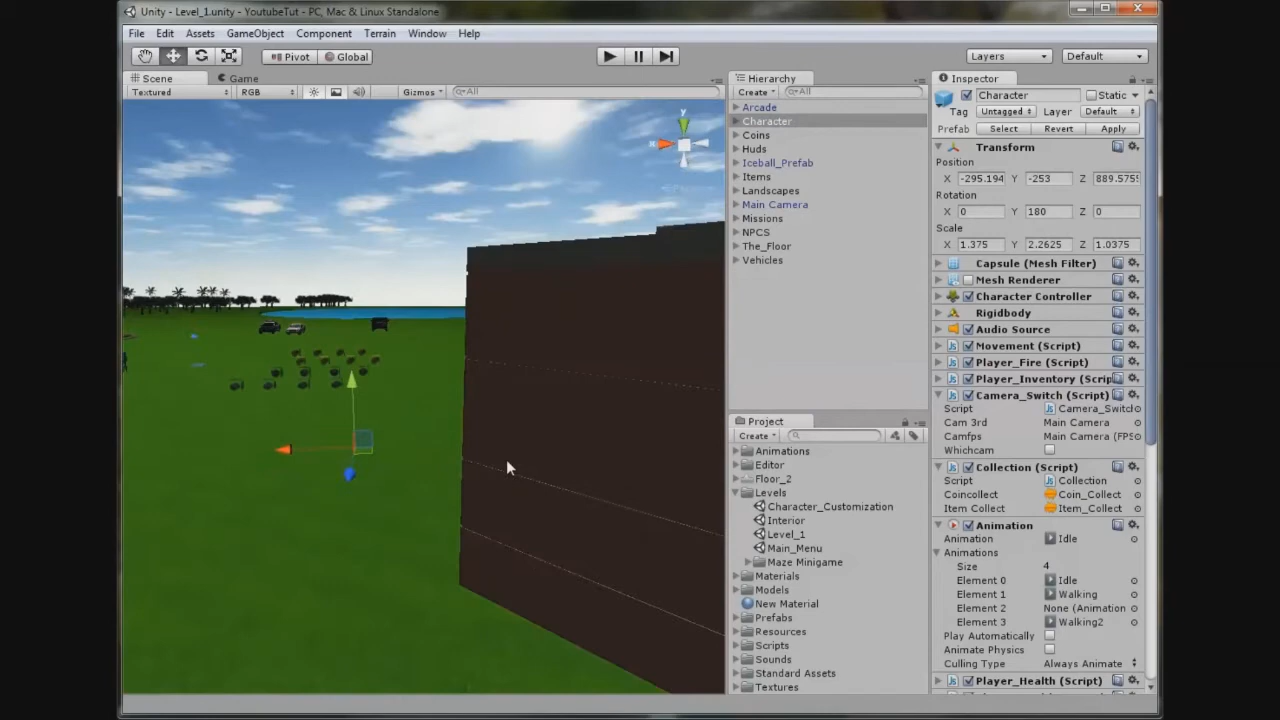 Unity - Level_1.unity - YoutubeTut - PC, Mac & Linux Standalone
File Edit Assets GameObject Component Terrain Window Help
Pivot Global Layers Default
Scene Game
Textured RGB Gizmos All
y
x
Hierarchy
Create All
Arcade
Character
Coins
Huds
Iceball_Prefab
Items
Landscapes
Main Camera
Missions
NPCS
The_Floor
Vehicles
Project
Create
Animations
Editor
Floor_2
Levels
Character_Customization
Interior
Level_1
Main_Menu
Maze Minigame
Materials
Models
New Material
Prefabs
Resources
Scripts
Sounds
Standard Assets
Textures
Inspector
Character Static
Tag Untagged Layer Default
Prefab Select Revert Apply
Transform
Position
X -295.194 Y -253 Z 889.575
Rotation
X 0 Y 180 Z 0
Scale
X 1.375 Y 2.2625 Z 1.0375
Capsule (Mesh Filter)
Mesh Renderer
Character Controller
Rigidbody
Audio Source
Movement (Script)
Player_Fire (Script)
Player_Inventory (Scrip
Camera_Switch (Script)
Script Camera_Switch
Cam 3rd Main Camera
Camfps Main Camera (FPS
Whichcam
Collection (Script)
Script Collection
Coincollect Coin_Collect
Item Collect Item_Collect
Animation
Animation Idle
Animations
Size 4
Element 0 Idle
Element 1 Walking
Element 2 None (Animation
Element 3 Walking2
Play Automatically
Animate Physics
Culling Type Always Animate
Player_Health (Script)